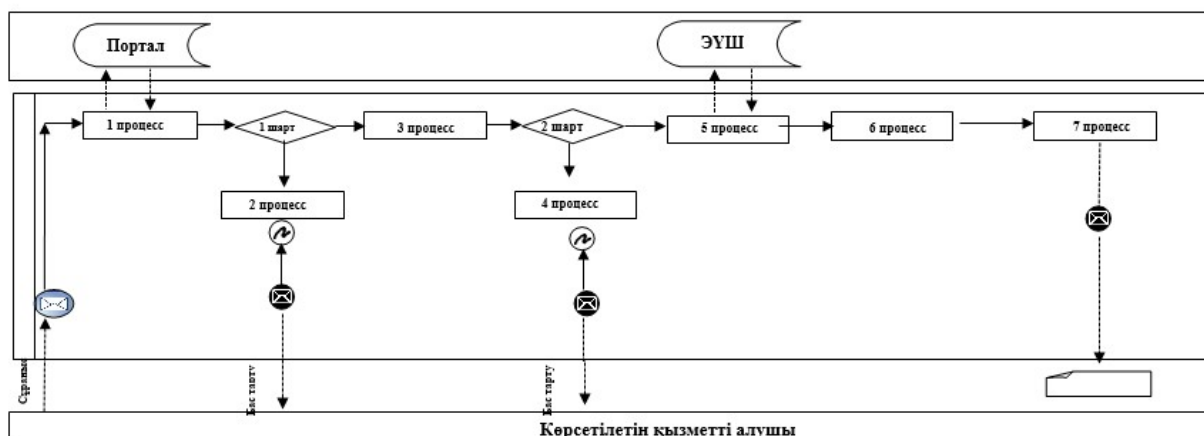 Портал
ЭҮШ
1 процесс
1 шарт
3 процесс
2 шарт
5 процесс
6 процесс
7 процесс
2 процесс
4 процесс
Бас тарту
Бас тарту
Көрсетілетін қызметті алушы